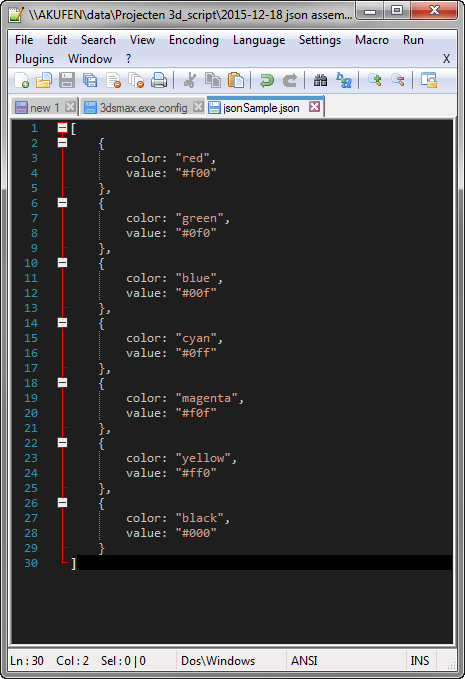 \\AKUFEN\data\Projecten 3d_script\2015-12-18 json assem...
File Edit Search View Encoding Language Settings Macro Run
Plugins Window ? X
new 1 3dsmax.exe.config jsonSample.json
1 [
2 {
3 color: "red",
4 value: "#f00"
5 },
6 {
7 color: "green",
8 value: "#0f0"
9 },
10 {
11 color: "blue",
12 value: "#00f"
13 },
14 {
15 color: "cyan",
16 value: "#0ff"
17 },
18 {
19 color: "magenta",
20 value: "#f0f"
21 },
22 {
23 color: "yellow",
24 value: "#ff0"
25 },
26 {
27 color: "black",
28 value: "#000"
29 }
30 ]
Ln : 30 Col : 2 Sel : 0 | 0 Dos\Windows ANSI INS